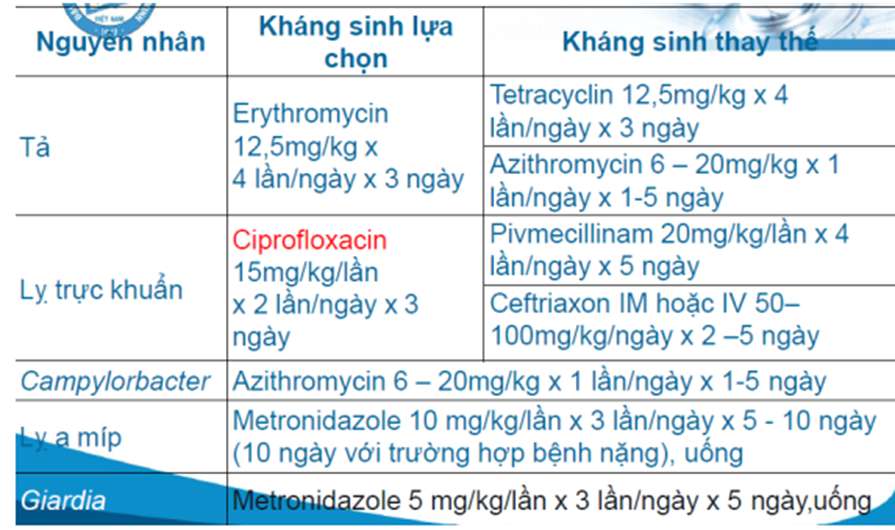 VIỆT NAM
Nguyên nhân
Kháng sinh lựa
chọn
Kháng sinh thay thế
Tả
Erythromycin
12,5mg/kg x
4 lần/ngày x 3 ngày
Tetracyclin 12,5mg/kg x 4
lần/ngày x 3 ngày
Azithromycin 6 – 20mg/kg x 1
lần/ngày x 1-5 ngày
Lỵ trực khuẩn
Ciprofloxacin
15mg/kg/lần
x 2 lần/ngày x 3
ngày
Pivmecillinam 20mg/kg/lần x 4
lần/ngày x 5 ngày
Ceftriaxon IM hoặc IV 50–
100mg/kg/ngày x 2 –5 ngày
Campylorbacter
Azithromycin 6 – 20mg/kg x 1 lần/ngày x 1-5 ngày
Lỵ a míp
Metronidazole 10 mg/kg/lần x 3 lần/ngày x 5 - 10 ngày
(10 ngày với trường hợp bệnh nặng), uống
Giardia
Metronidazole 5 mg/kg/lần x 3 lần/ngày x 5 ngày,uống